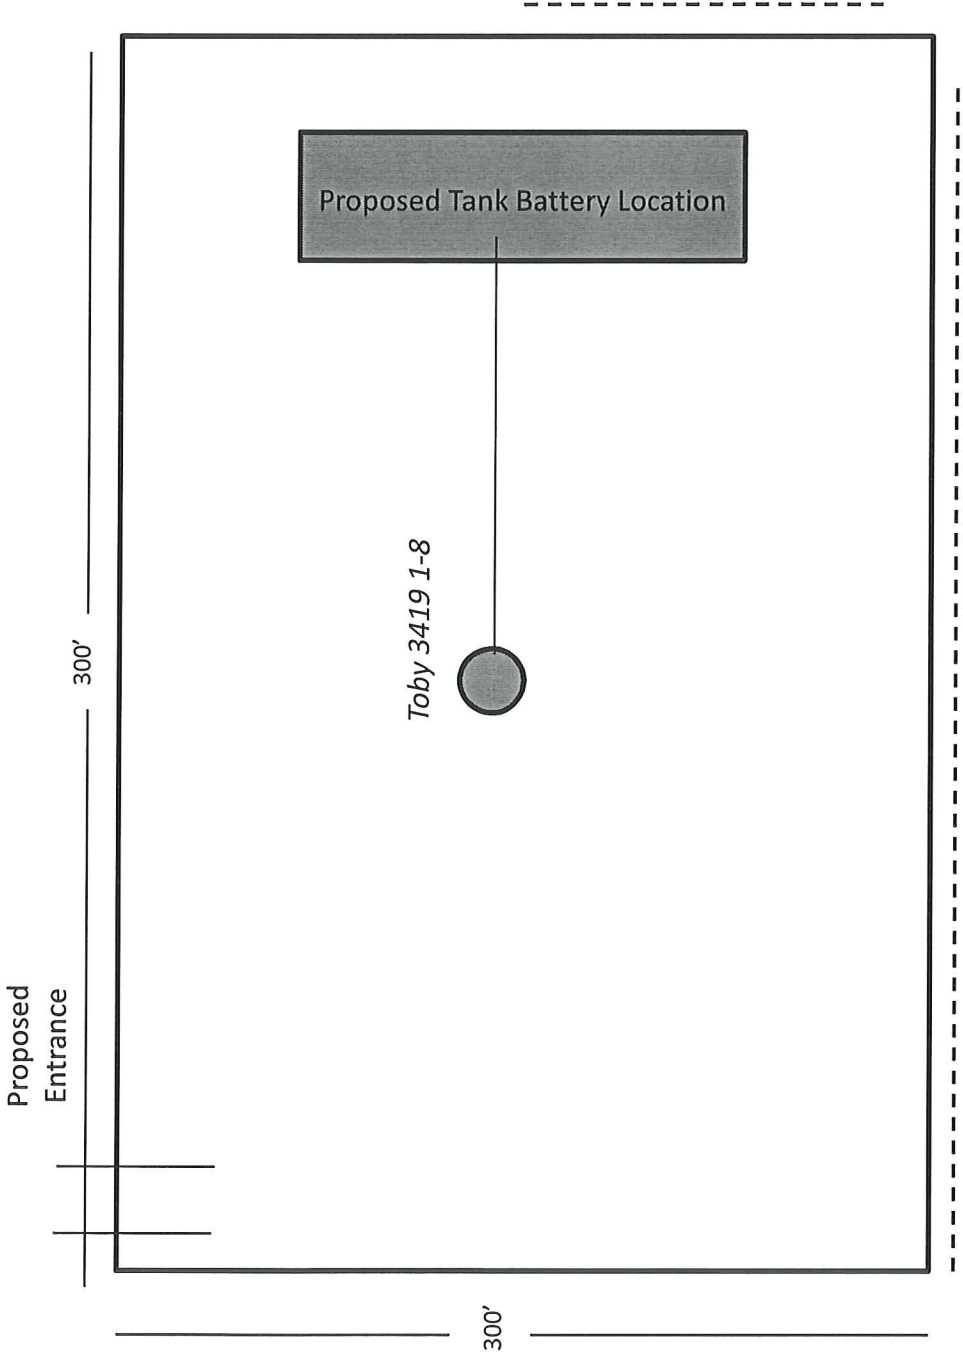 Proposed
Entrance
300’
Toby 3419 1-8
Proposed Tank Battery Location
300’